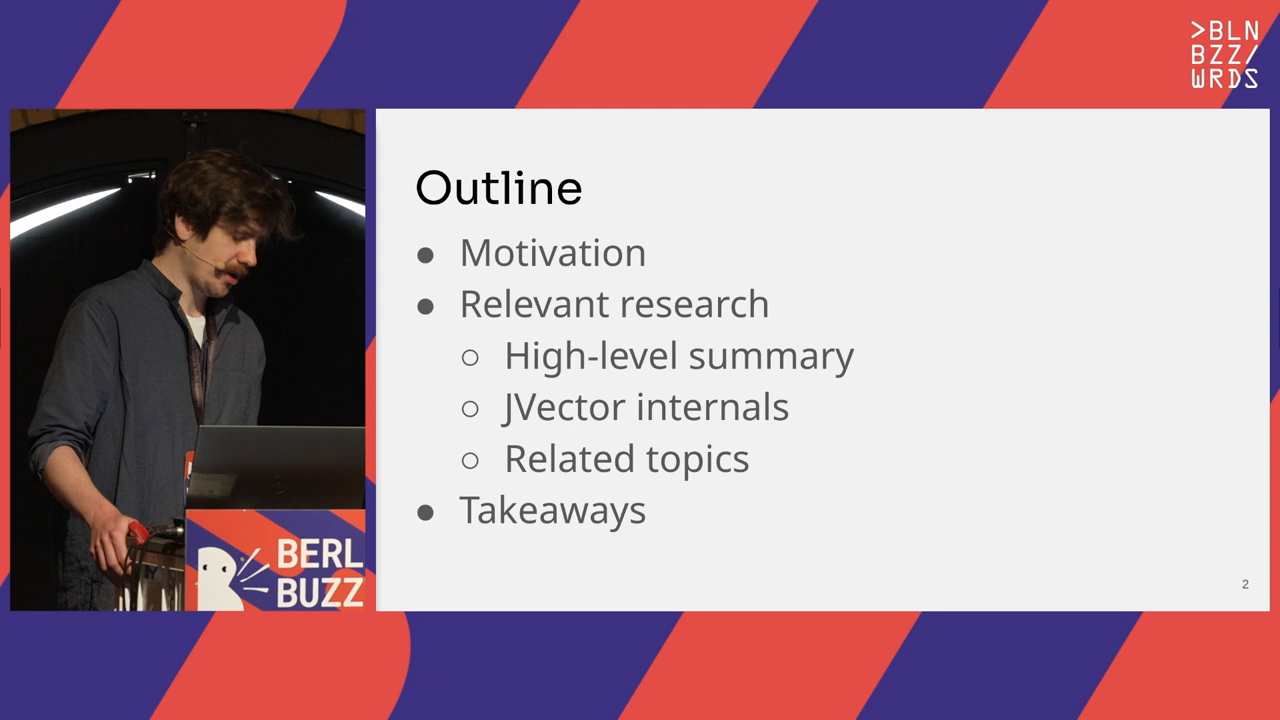 >BLN
BZZ/
WRDS
Outline
● Motivation
● Relevant research
○ High-level summary
○ JVector internals
○ Related topics
● Takeaways
BERL
BUZZ
2